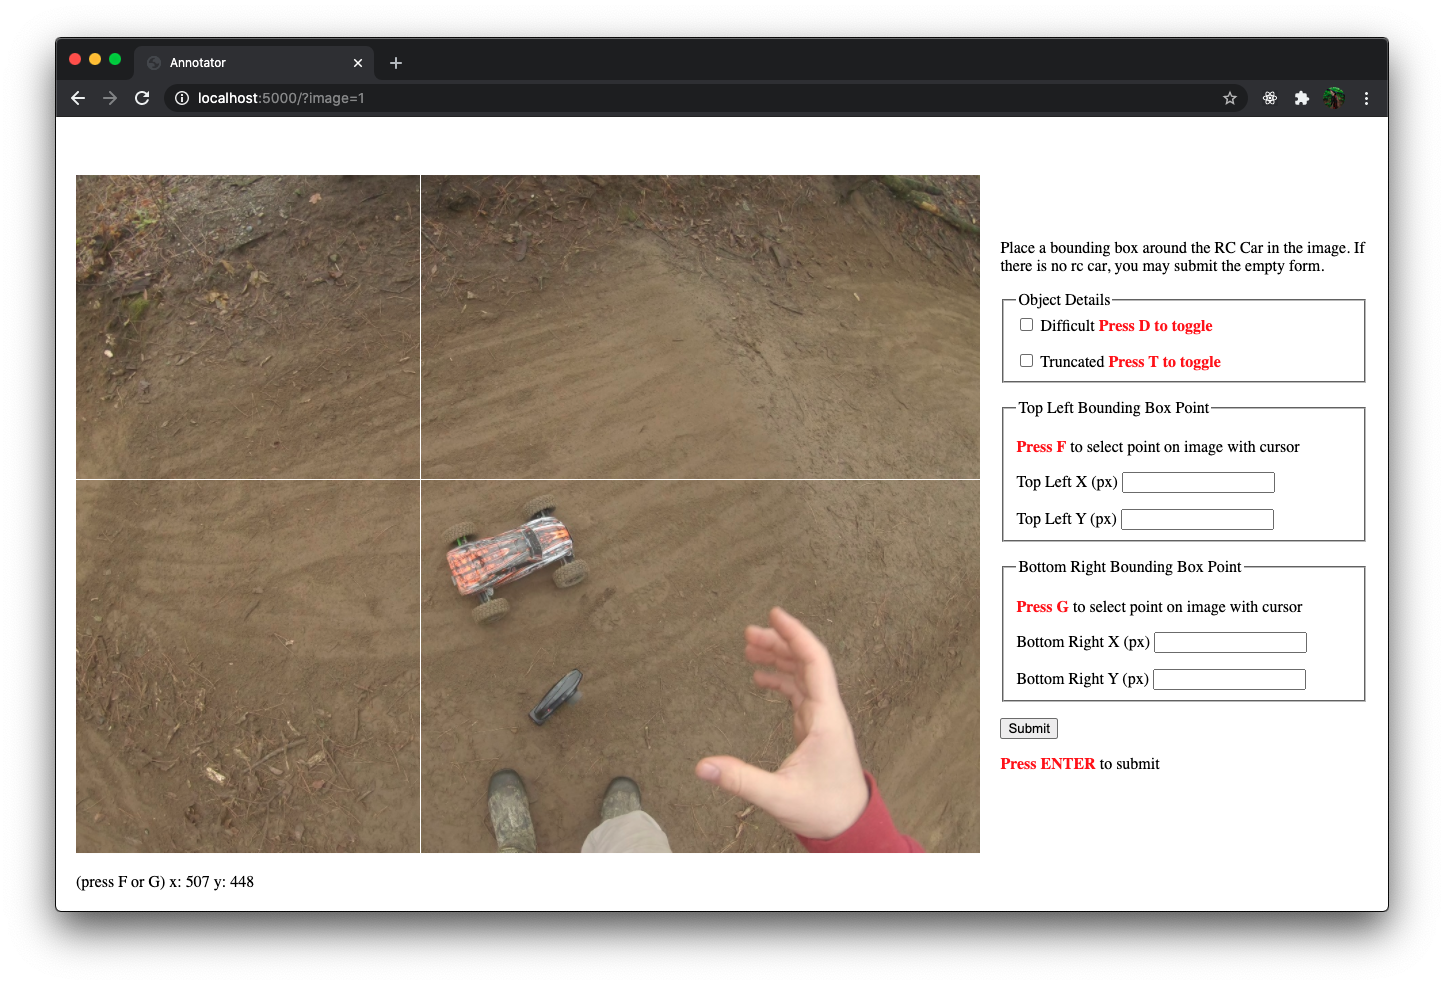 Annotator
localhost:5000/?image=1
Place a bounding box around the RC Car in the image. If
there is no rc car, you may submit the empty form.
Object Details
Difficult Press D to toggle
Truncated Press T to toggle
Top Left Bounding Box Point
Press F to select point on image with cursor
Top Left X (px)
Top Left Y (px)
Bottom Right Bounding Box Point
Press G to select point on image with cursor
Bottom Right X (px)
Bottom Right Y (px)
Submit
Press ENTER to submit
(press F or G) x: 507 y: 448